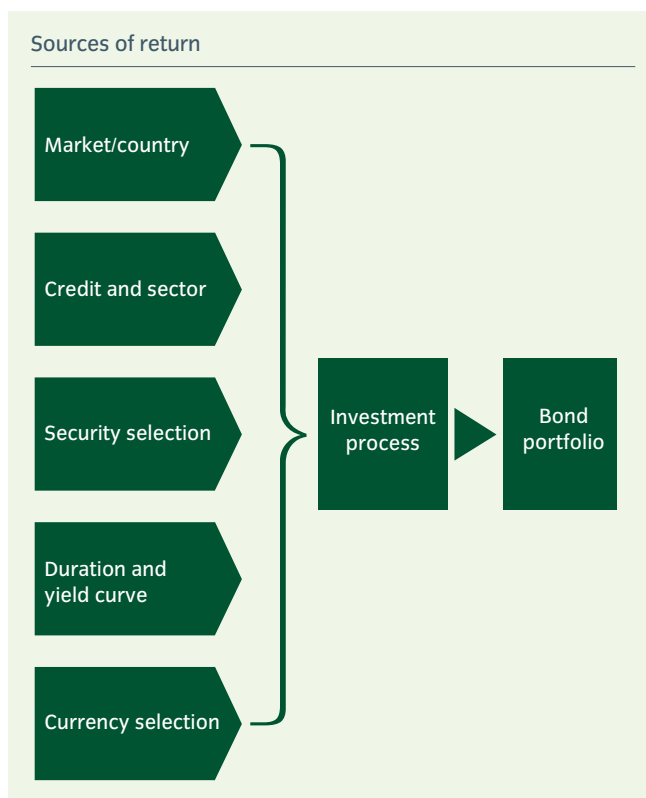 Sources of return
Market/country
Credit and sector
Security selection
Duration and
yield curve
Currency selection
Investment
process
Bond
portfolio